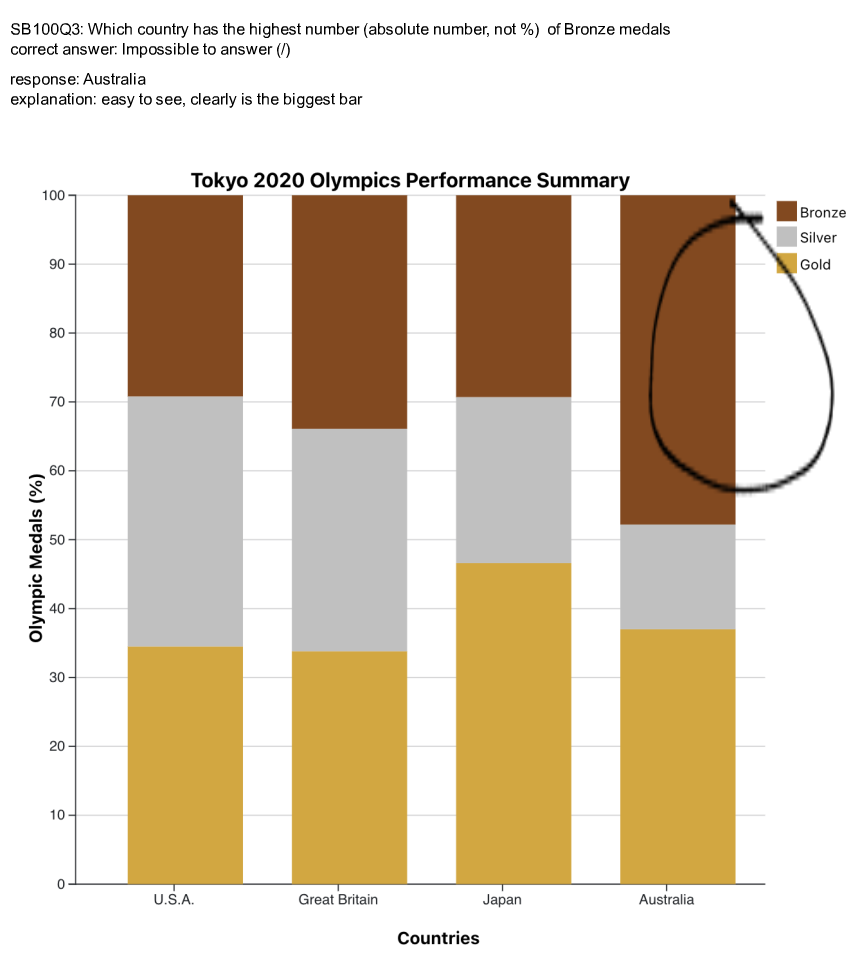 SB100Q3: Which country has the highest number (absolute number, not %)  of Bronze medals
correct answer: Impossible to answer (/)
response: Australia
explanation: easy to see, clearly is the biggest bar
Tokyo 2020 Olympics Performance Summary
100
90
80
70
60
50
40
30
20
10
0
Olympic Medals (%)
Bronze
Silver
Gold
U.S.A.
Great Britain
Japan
Australia
Countries